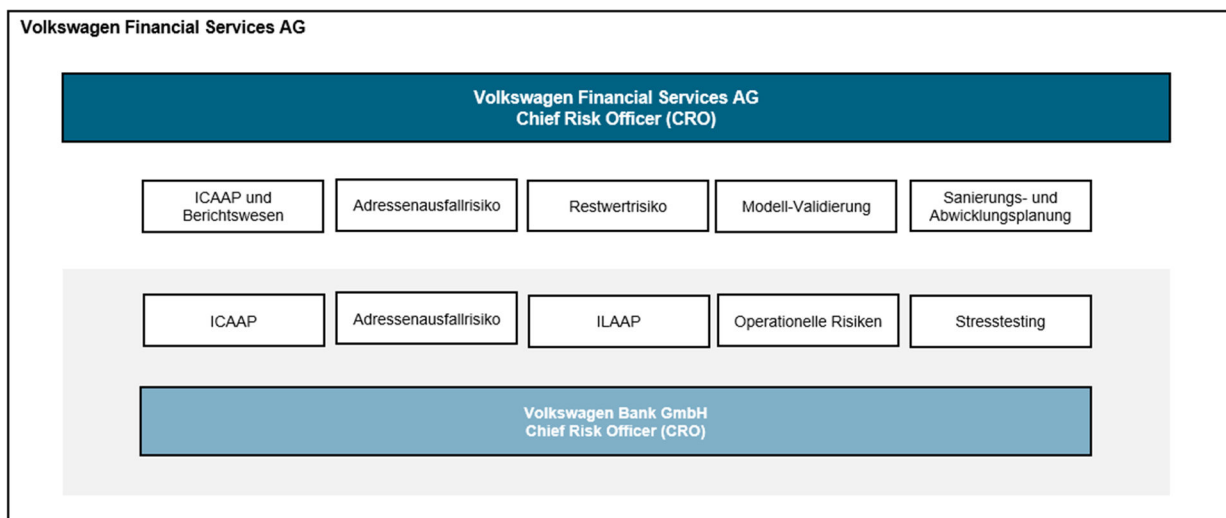 Volkswagen Financial Services AG
Volkswagen Financial Services AG
Chief Risk Officer (CRO)
ICAAP und
Berichtswesen
Adressenausfallrisiko
Restwertrisiko
Modell-Validierung
Sanierungs- und
Abwicklungsplanung
ICAAP
Adressenausfallrisiko
ILAAP
Operationelle Risiken
Stresstesting
Volkswagen Bank GmbH
Chief Risk Officer (CRO)